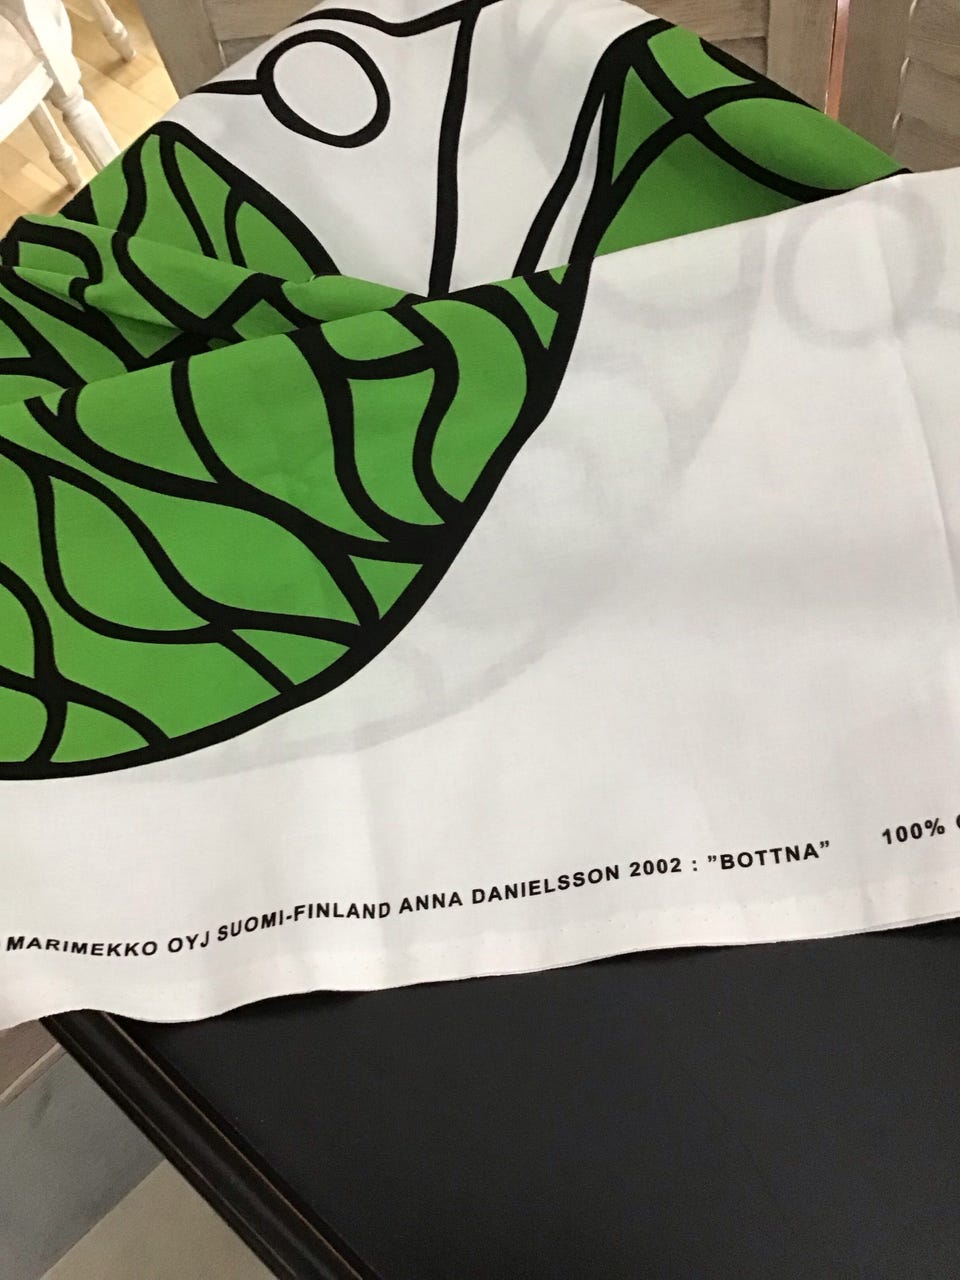 MARIMEKKO OYJ SUOMI-FINLAND ANNA DANIELSSON 2002 : ”BOTTNA” 100%